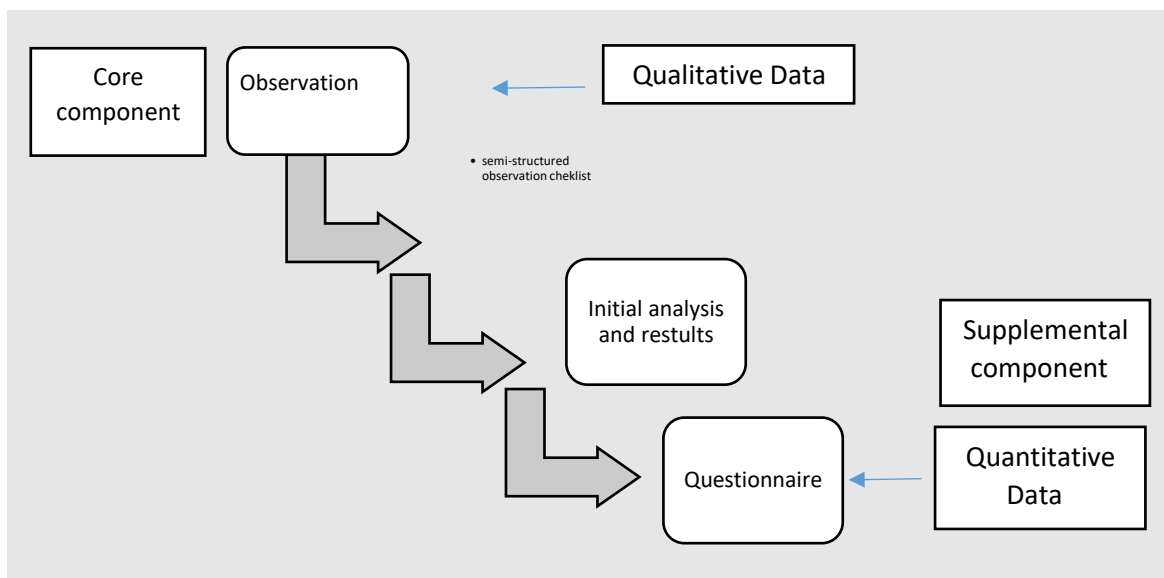 Core
component
Observation
Qualitative Data
• semi-structured
observation cheklist
Initial analysis
and restults
Supplemental
component
Questionnaire
Quantitative
Data